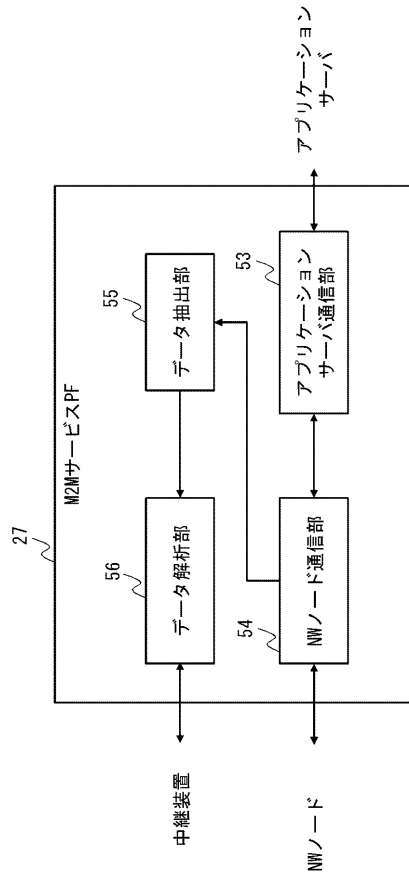 27
M2MサービスPF
56
データ解析部
55
データ抽出部
中継装置
54
NWノード通信部
53
アプリケーション
サーバ通信部
NWノード
アプリケーション
サーバ